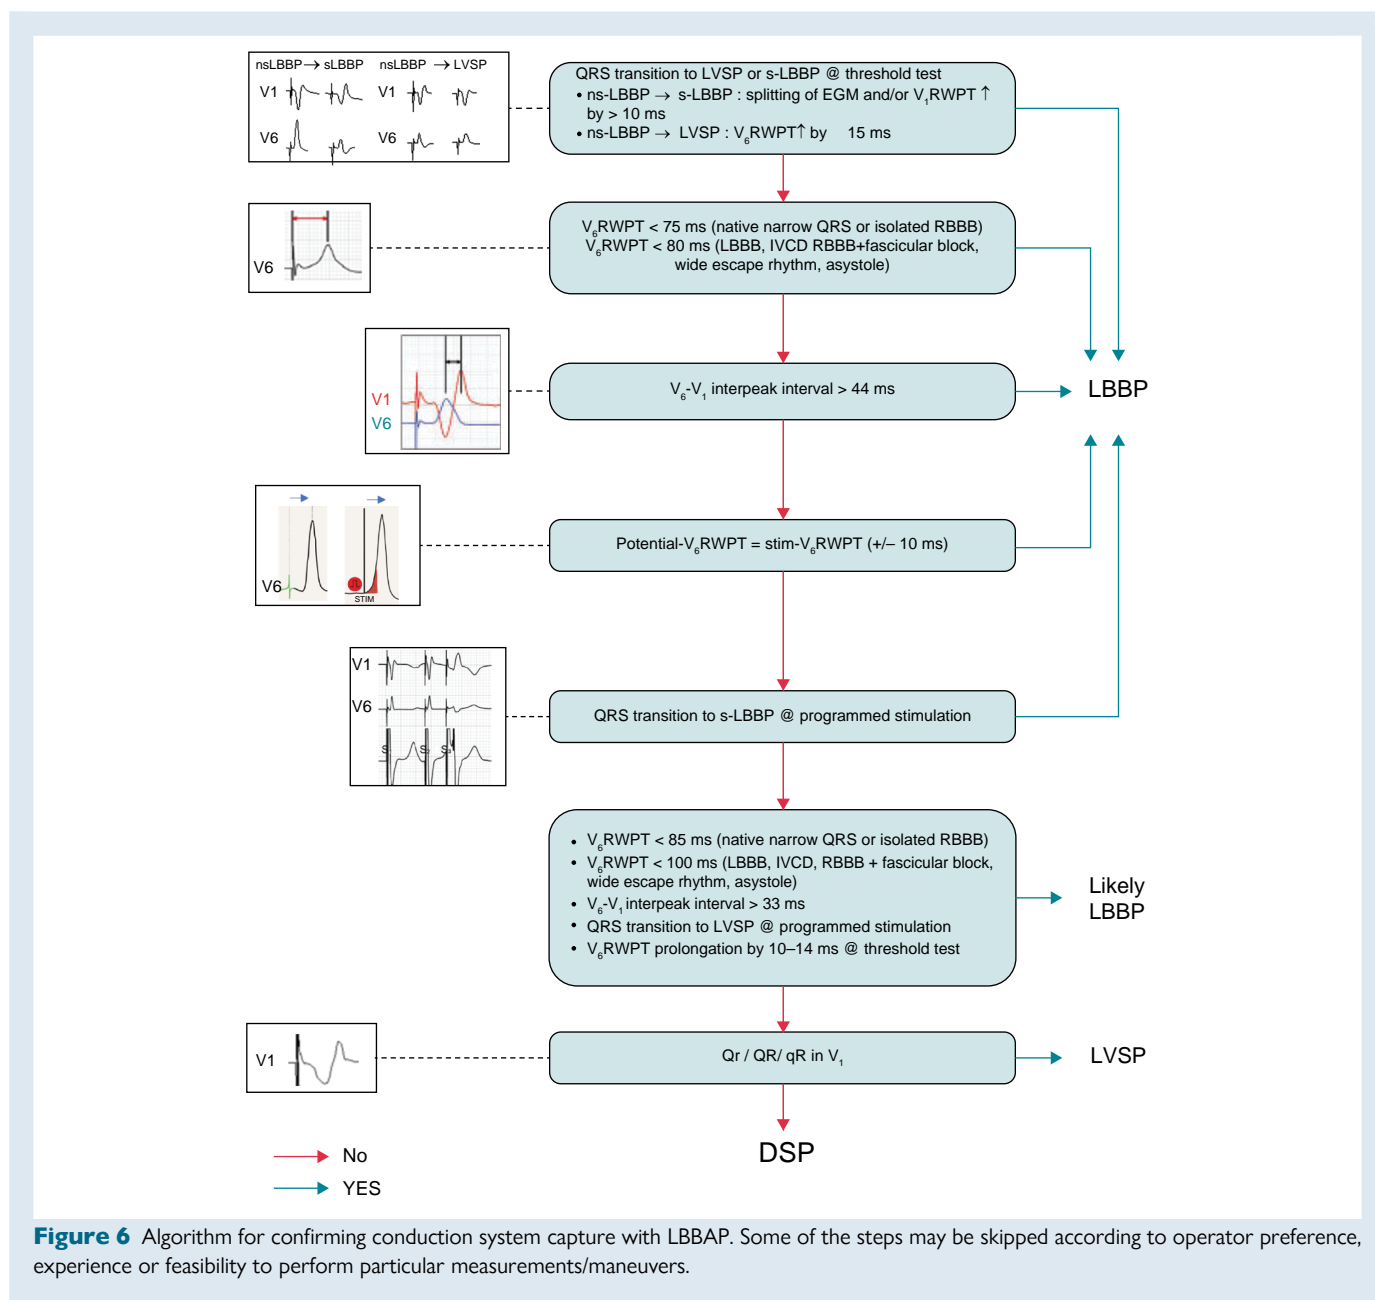 nsLBBP → sLBBP nsLBBP → LVSP
V1
V6
QRS transition to LVSP or s-LBBP @ threshold test
• ns-LBBP → s-LBBP : splitting of EGM and/or V₁RWPT ↑
by > 10 ms
• ns-LBBP → LVSP : V₆RWPT↑ by 15 ms
V6
V₆RWPT < 75 ms (native narrow QRS or isolated RBBB)
V₆RWPT < 80 ms (LBBB, IVCD RBBB+fascicular block,
wide escape rhythm, asystole)
V1
V6
V₆-V₁ interpeak interval > 44 ms
LBBP
V6
STIM
Potential-V₆RWPT = stim-V₆RWPT (+/– 10 ms)
V1
V6
QRS transition to s-LBBP @ programmed stimulation
• V₆RWPT < 85 ms (native narrow QRS or isolated RBBB)
• V₆RWPT < 100 ms (LBBB, IVCD, RBBB + fascicular block,
wide escape rhythm, asystole)
• V₆-V₁ interpeak interval > 33 ms
• QRS transition to LVSP @ programmed stimulation
• V₆RWPT prolongation by 10–14 ms @ threshold test
Likely
LBBP
V1
Qr / QR/ qR in V₁
LVSP
DSP
No
YES
Figure 6 Algorithm for confirming conduction system capture with LBBAP. Some of the steps may be skipped according to operator preference,
experience or feasibility to perform particular measurements/maneuvers.